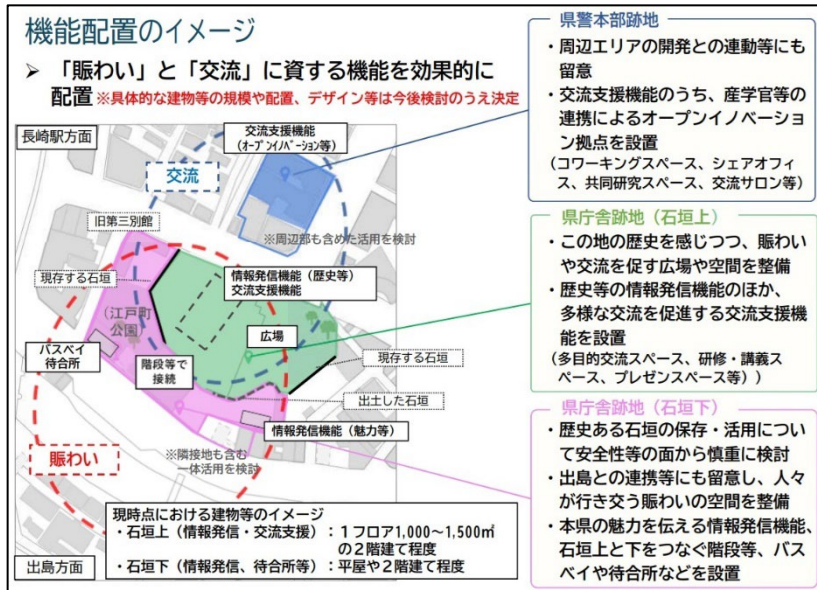 機能配置のイメージ
➢ 「賑わい」と「交流」に資する機能を効果的に
配置 ※具体的な建物等の規模や配置、デザイン等は今後検討のうえ決定
長崎駅方面
交流支援機能
(オープンイノベーション等)
交流
旧第三別館
※周辺部も含めた活用を検討
現存する石垣
情報発信機能(歴史等)
交流支援機能
(江戸町
公園)
広場
バスベイ
待合所
階段等で
接続
現存する石垣
出土した石垣
情報発信機能(魅力等)
賑わい
※隣接地も含む
一体活用を検討
現時点における建物等のイメージ
・石垣上(情報発信・交流支援):1フロア1,000~1,500㎡
の2階建て程度
・石垣下(情報発信、待合所等):平屋や2階建て程度
出島方面
県警本部跡地
・周辺エリアの開発との連動等にも
留意
・交流支援機能のうち、産学官等の
連携によるオープンイノベー
ション拠点を設置
(コワーキングスペース、シェアオフィ
ス、共同研究スペース、交流サロン等)
県庁舎跡地(石垣上)
・この地の歴史を感じつつ、賑わい
や交流を促す広場や空間を整備
・歴史等の情報発信機能のほか、
多様な交流を促進する交流支援機
能を設置
(多目的交流スペース、研修・講義ス
ペース、プレゼンスペース等))
県庁舎跡地(石垣下)
・歴史ある石垣の保存・活用につい
て安全性等の面から慎重に検討
・出島との連携等にも留意し、人々
が行き交う賑わいの空間を整備
・本県の魅力を伝える情報発信機能、
石垣上と下をつなぐ階段等、バス
ベイや待合所などを設置